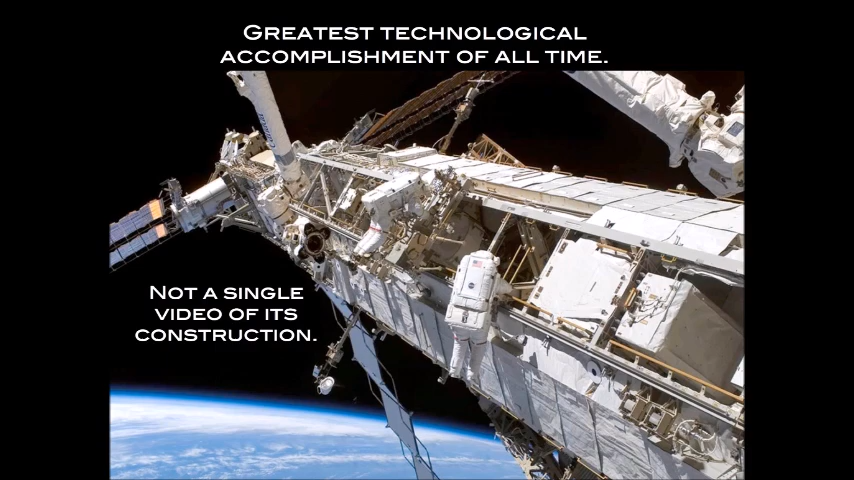 Greatest technological
accomplishment of all time.
Not a single
video of its
construction.